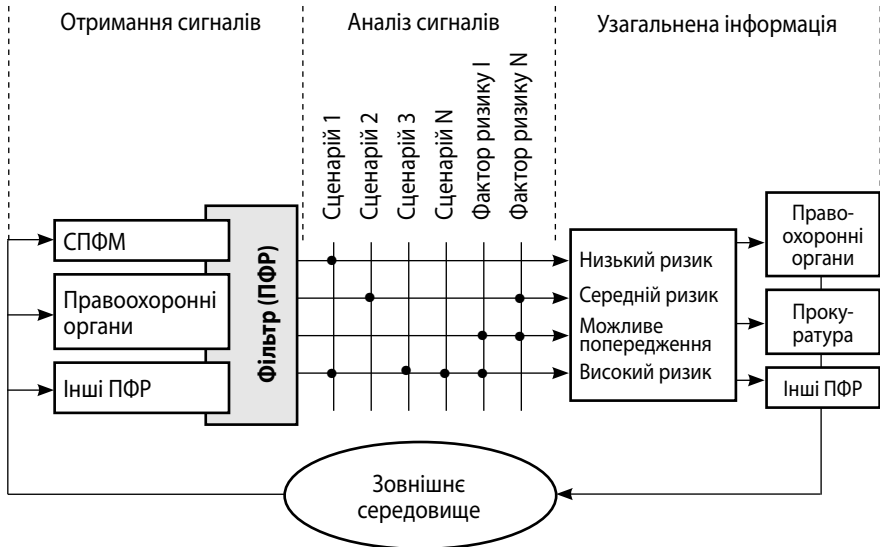 Отримання сигналів
Аналіз сигналів
Узагальнена інформація
Сценарій 1
Сценарій 2
Сценарій 3
Сценарій N
Фактор ризику I
Фактор ризику N
СПФМ
Правоохоронні
органи
Інші ПФР
Фільтр (ПФР)
Низький ризик
Середній ризик
Можливе
попередження
Високий ризик
Право-
охоронні
органи
Проку-
ратура
Інші ПФР
Зовнішнє
середовище